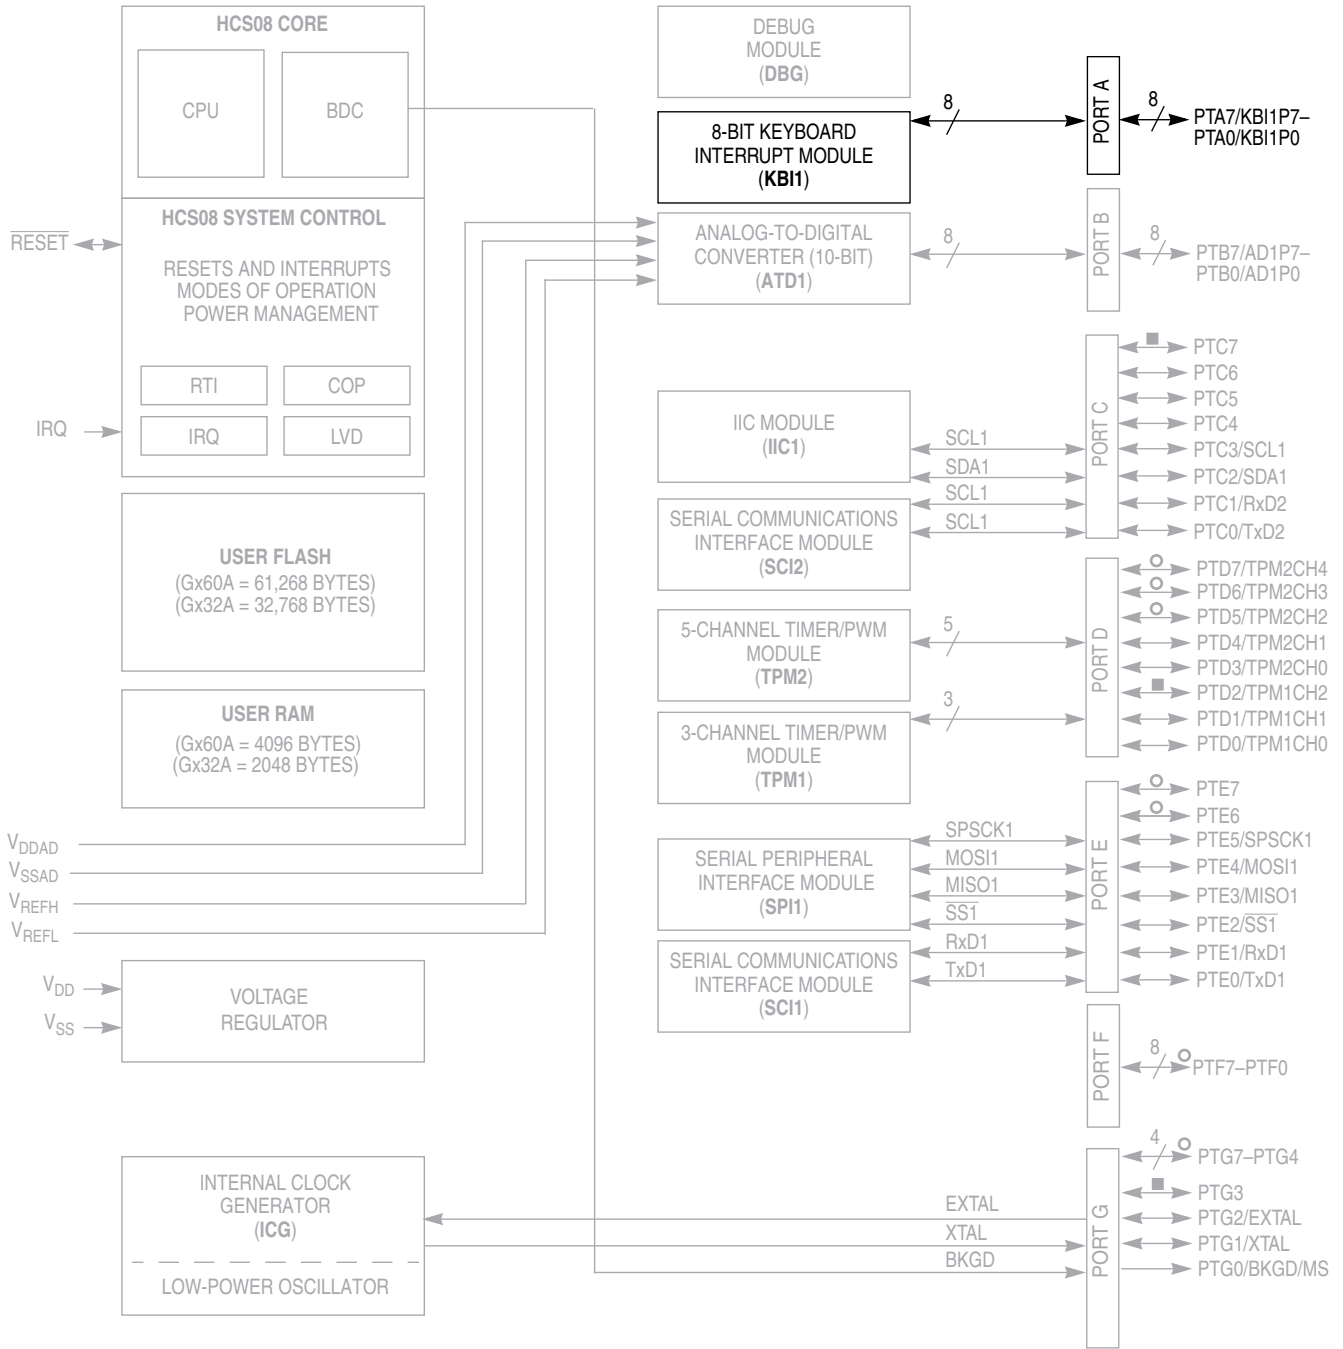 HCS08 CORE
CPU
BDC
HCS08 SYSTEM CONTROL
RESETS AND INTERRUPTS
MODES OF OPERATION
POWER MANAGEMENT
RTI
COP
IRQ
LVD
RESET
IRQ
USER FLASH
(Gx60A = 61,268 BYTES)
(Gx32A = 32,768 BYTES)
USER RAM
(Gx60A = 4096 BYTES)
(Gx32A = 2048 BYTES)
VDDAD
VSSAD
VREFH
VREFL
VDD
VSS
VOLTAGE
REGULATOR
INTERNAL CLOCK
GENERATOR
(ICG)
LOW-POWER OSCILLATOR
DEBUG
MODULE
(DBG)
8-BIT KEYBOARD
INTERRUPT MODULE
(KBI1)
8
ANALOG-TO-DIGITAL
CONVERTER (10-BIT)
(ATD1)
8
IIC MODULE
(IIC1)
SCL1
SDA1
SERIAL COMMUNICATIONS
INTERFACE MODULE
(SCI2)
SCL1
SCL1
5-CHANNEL TIMER/PWM
MODULE
(TPM2)
5
3-CHANNEL TIMER/PWM
MODULE
(TPM1)
3
SERIAL PERIPHERAL
INTERFACE MODULE
(SPI1)
SPSCK1
MOSI1
MISO1
SS1
SERIAL COMMUNICATIONS
INTERFACE MODULE
(SCI1)
RxD1
TxD1
EXTAL
XTAL
BKGD
PORT A
8
PTA7/KBI1P7–
PTA0/KBI1P0
PORT B
8
PTB7/AD1P7–
PTB0/AD1P0
PORT C
PTC7
PTC6
PTC5
PTC4
PTC3/SCL1
PTC2/SDA1
PTC1/RxD2
PTC0/TxD2
PORT D
PTD7/TPM2CH4
PTD6/TPM2CH3
PTD5/TPM2CH2
PTD4/TPM2CH1
PTD3/TPM2CH0
PTD2/TPM1CH2
PTD1/TPM1CH1
PTD0/TPM1CH0
PORT E
PTE7
PTE6
PTE5/SPSCK1
PTE4/MOSI1
PTE3/MISO1
PTE2/SS1
PTE1/RxD1
PTE0/TxD1
PORT F
8
PTF7–PTF0
PORT G
4
PTG7–PTG4
PTG3
PTG2/EXTAL
PTG1/XTAL
PTG0/BKGD/MS